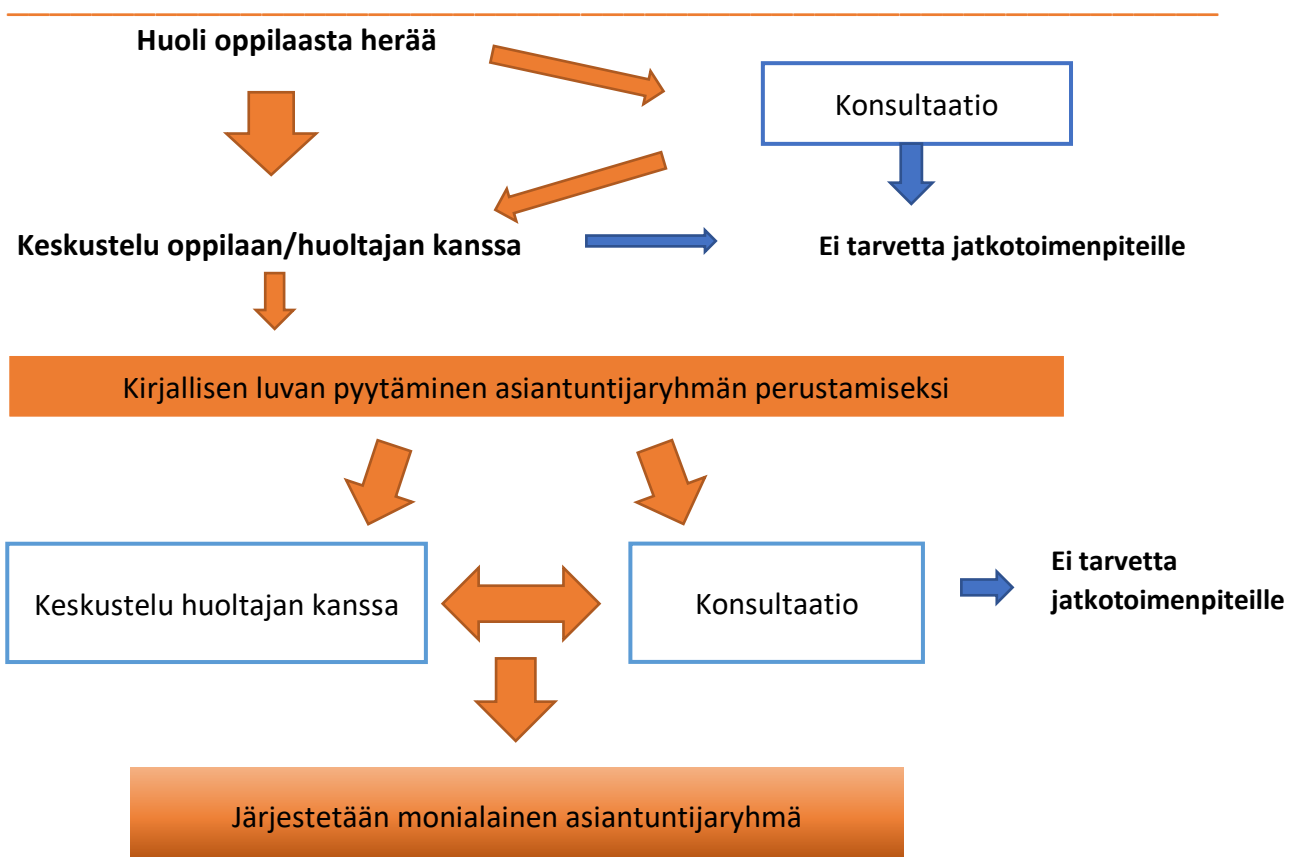 Huoli oppilaasta herää
Konsultaatio
Keskustelu oppilaan/huoltajan kanssa
Ei tarvetta jatkotoimenpiteille
Kirjallisen luvan pyytäminen asiantuntijaryhmän perustamiseksi
Keskustelu huoltajan kanssa
Konsultaatio
Ei tarvetta
jatkotoimenpiteille
Järjestetään monialainen asiantuntijaryhmä